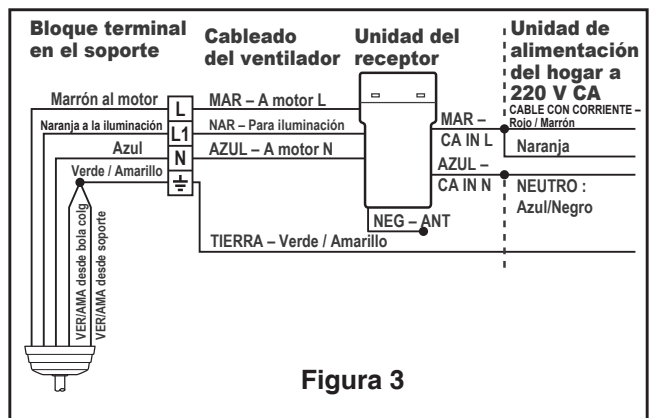 Bloque terminal
en el soporte
Cableado
del ventilador
Unidad del
receptor
Unidad de
alimentación
del hogar a
220 V CA
CABLE CON CORRIENTE –
Rojo / Marrón
Naranja
NEUTRO :
Azul/Negro
Marrón al motor
Naranja a la iluminación
Azul
Verde / Amarillo
L
L1
N
MAR – A motor L
NAR – Para iluminación
AZUL – A motor N
MAR –
CA IN L
AZUL –
CA IN N
NEG – ANT
TIERRA – Verde / Amarillo
VER/AMA desde bola colg
VER/AMA desde soporte
Figura 3